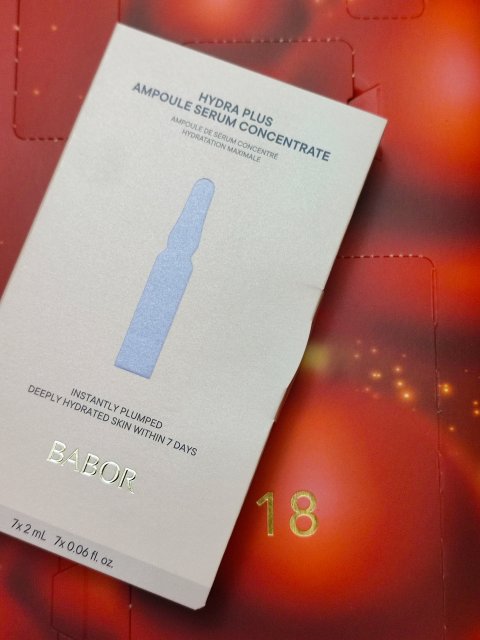 HYDRA PLUS
AMPOULE SERUM CONCENTRATE
AMPOULE DE SÉRUM CONCENTRÉ
HYDRATATION MAXIMALE
INSTANTLY PLUMPED
DEEPLY HYDRATED SKIN WITHIN 7 DAYS
BABOR
7x 2 mL 7x 0.06 fl. oz.
18